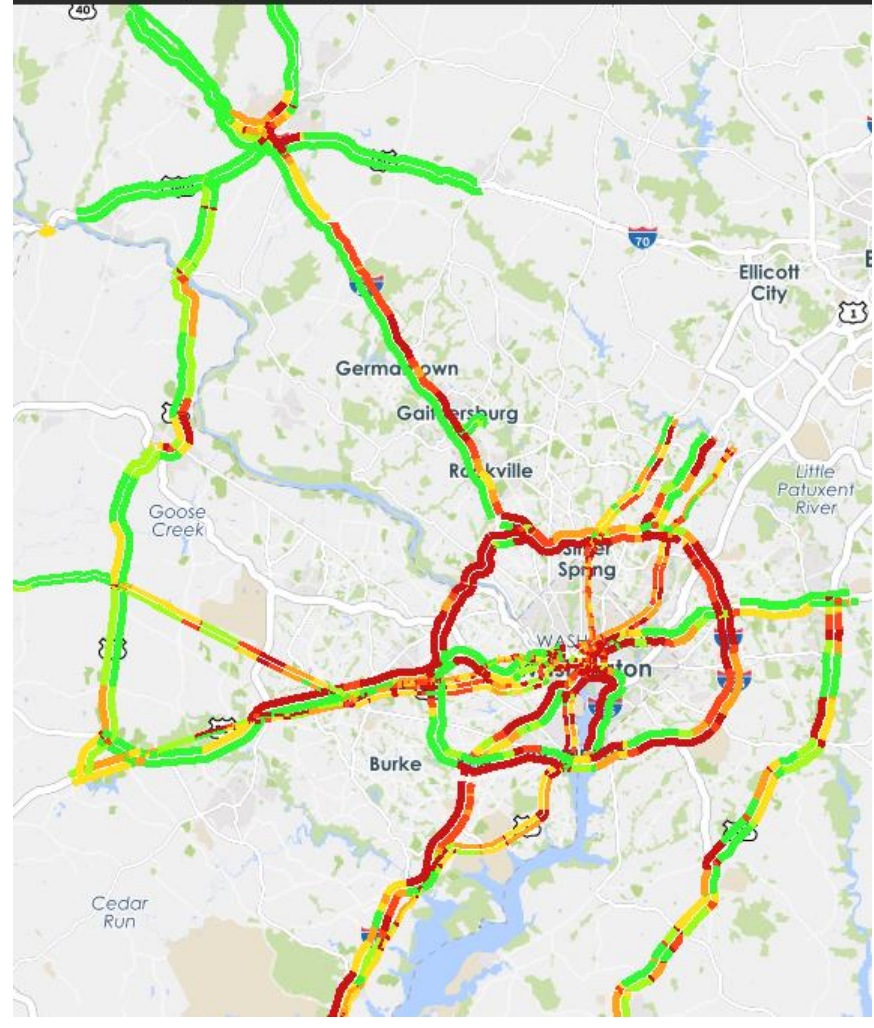 40
70
Ellicott
City
1
Germantown
Gaithersburg
Rockville
Little
Patuxent
River
Goose
Creek
Silver
Spring
WASH
Washington
Burke
Cedar
Run